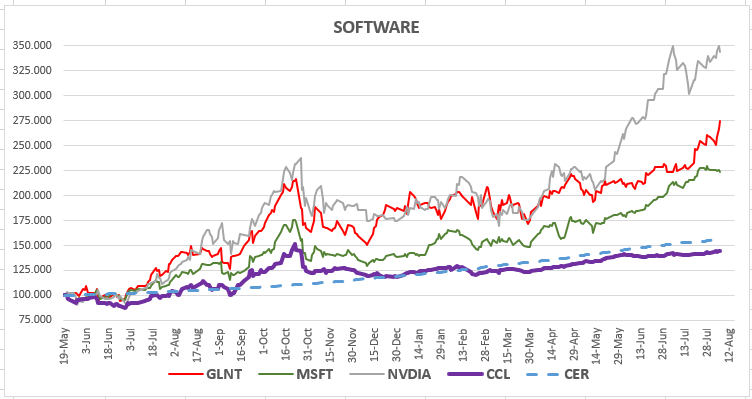 SOFTWARE
350.000
325.000
300.000
275.000
250.000
225.000
200.000
175.000
150.000
125.000
100.000
75.000
19-May
3-Jun
18-Jun
3-Jul
18-Jul
2-Aug
17-Aug
1-Sep
16-Sep
1-Oct
16-Oct
31-Oct
15-Nov
30-Nov
15-Dec
30-Dec
14-Jan
29-Jan
13-Feb
28-Feb
15-Mar
30-Mar
14-Apr
29-Apr
14-May
29-May
13-Jun
28-Jun
13-Jul
28-Jul
12-Aug
GLNT MSFT NVDIA CCL CER